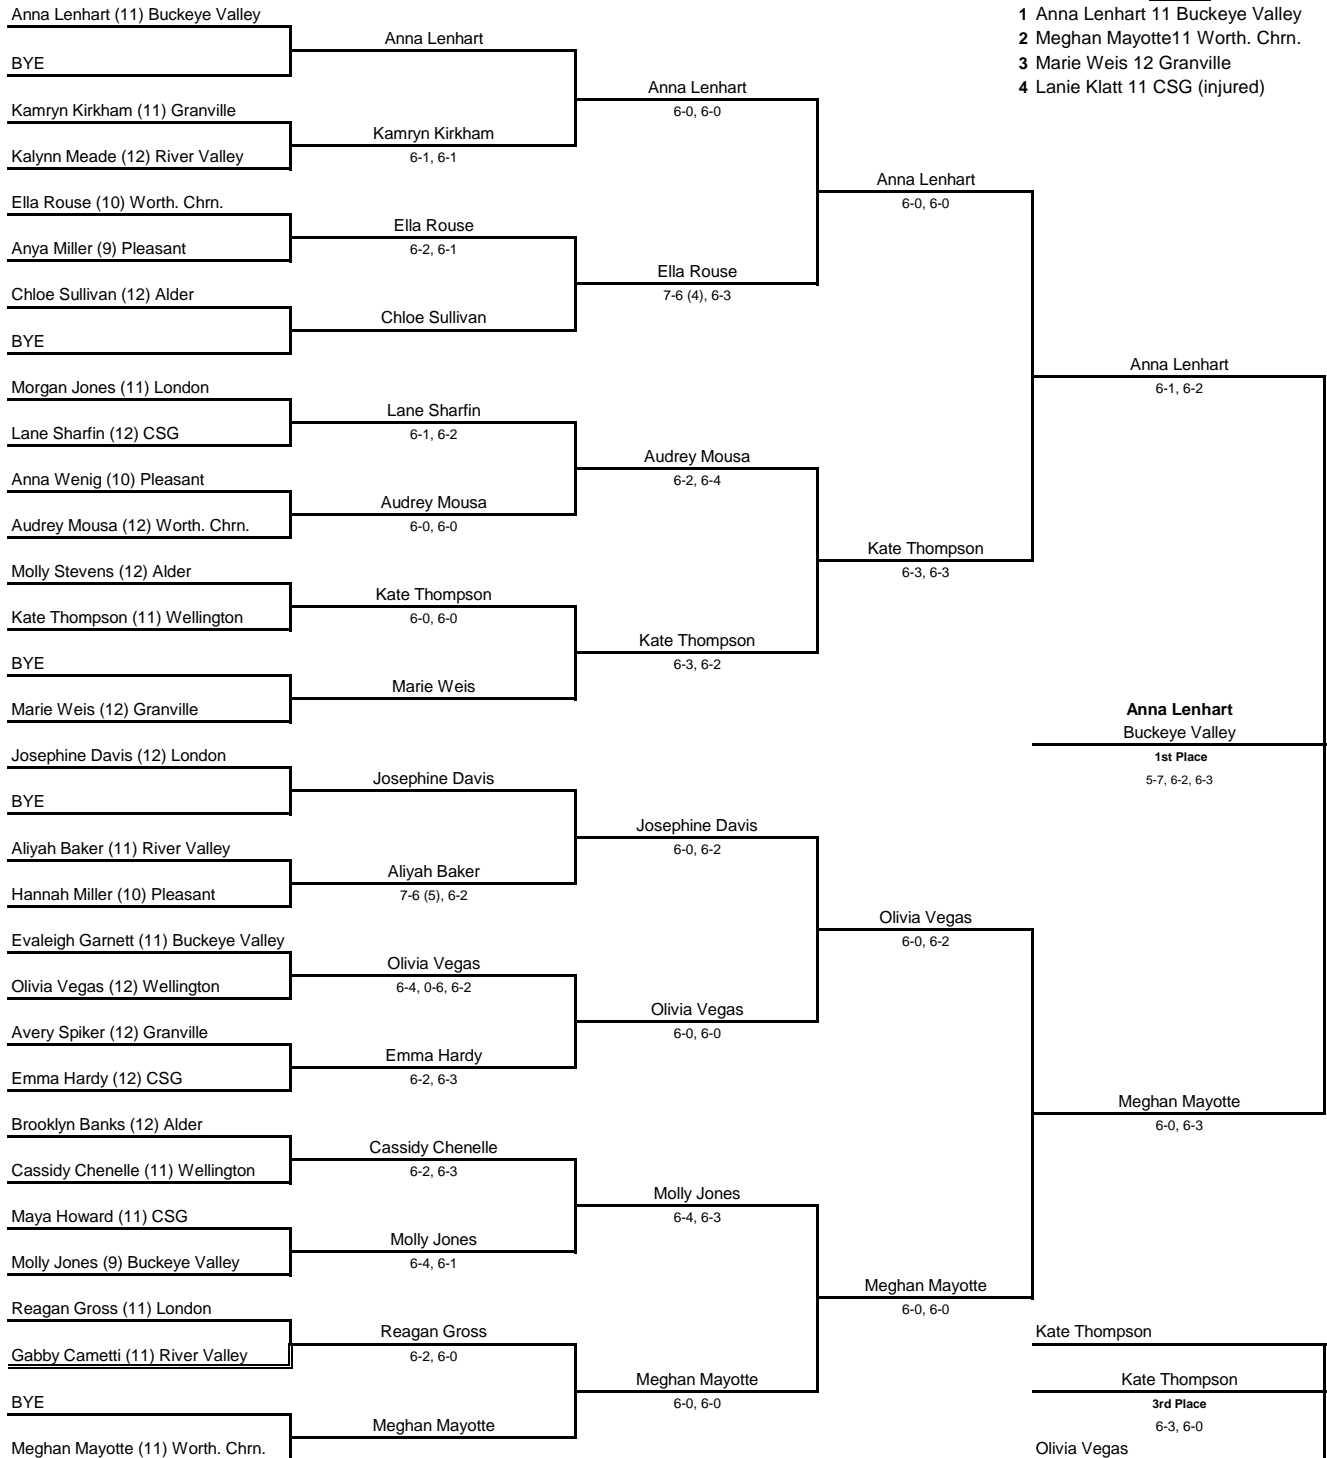 1 Anna Lenhart 11 Buckeye Valley
2 Meghan Mayotte11 Worth. Chrn.
3 Marie Weis 12 Granville
4 Lanie Klatt 11 CSG (injured)
Anna Lenhart (11) Buckeye Valley
BYE
Kamryn Kirkham (11) Granville
Kalynn Meade (12) River Valley
Ella Rouse (10) Worth. Chrn.
Anya Miller (9) Pleasant
Chloe Sullivan (12) Alder
BYE
Morgan Jones (11) London
Lane Sharfin (12) CSG
Anna Wenig (10) Pleasant
Audrey Mousa (12) Worth. Chrn.
Molly Stevens (12) Alder
Kate Thompson (11) Wellington
BYE
Marie Weis (12) Granville
Josephine Davis (12) London
BYE
Aliyah Baker (11) River Valley
Hannah Miller (10) Pleasant
Evaleigh Garnett (11) Buckeye Valley
Olivia Vegas (12) Wellington
Avery Spiker (12) Granville
Emma Hardy (12) CSG
Brooklyn Banks (12) Alder
Cassidy Chenelle (11) Wellington
Maya Howard (11) CSG
Molly Jones (9) Buckeye Valley
Reagan Gross (11) London
Gabby Cametti (11) River Valley
BYE
Meghan Mayotte (11) Worth. Chrn.
Anna Lenhart
Kamryn Kirkham
6-1, 6-1
Ella Rouse
6-2, 6-1
Chloe Sullivan
Lane Sharfin
6-1, 6-2
Audrey Mousa
6-0, 6-0
Kate Thompson
6-0, 6-0
Marie Weis
Josephine Davis
Aliyah Baker
7-6 (5), 6-2
Olivia Vegas
6-4, 0-6, 6-2
Emma Hardy
6-2, 6-3
Cassidy Chenelle
6-2, 6-3
Molly Jones
6-4, 6-1
Reagan Gross
6-2, 6-0
Meghan Mayotte
Anna Lenhart
6-0, 6-0
Ella Rouse
7-6 (4), 6-3
Audrey Mousa
6-2, 6-4
Kate Thompson
6-3, 6-2
Josephine Davis
6-0, 6-2
Olivia Vegas
6-0, 6-0
Molly Jones
6-4, 6-3
Meghan Mayotte
6-0, 6-0
Anna Lenhart
6-0, 6-0
Kate Thompson
6-3, 6-3
Olivia Vegas
6-0, 6-2
Meghan Mayotte
6-0, 6-0
Anna Lenhart
6-1, 6-2
Meghan Mayotte
6-0, 6-3
Anna Lenhart
Buckeye Valley
1st Place
5-7, 6-2, 6-3
Kate Thompson
Kate Thompson
3rd Place
6-3, 6-0
Olivia Vegas